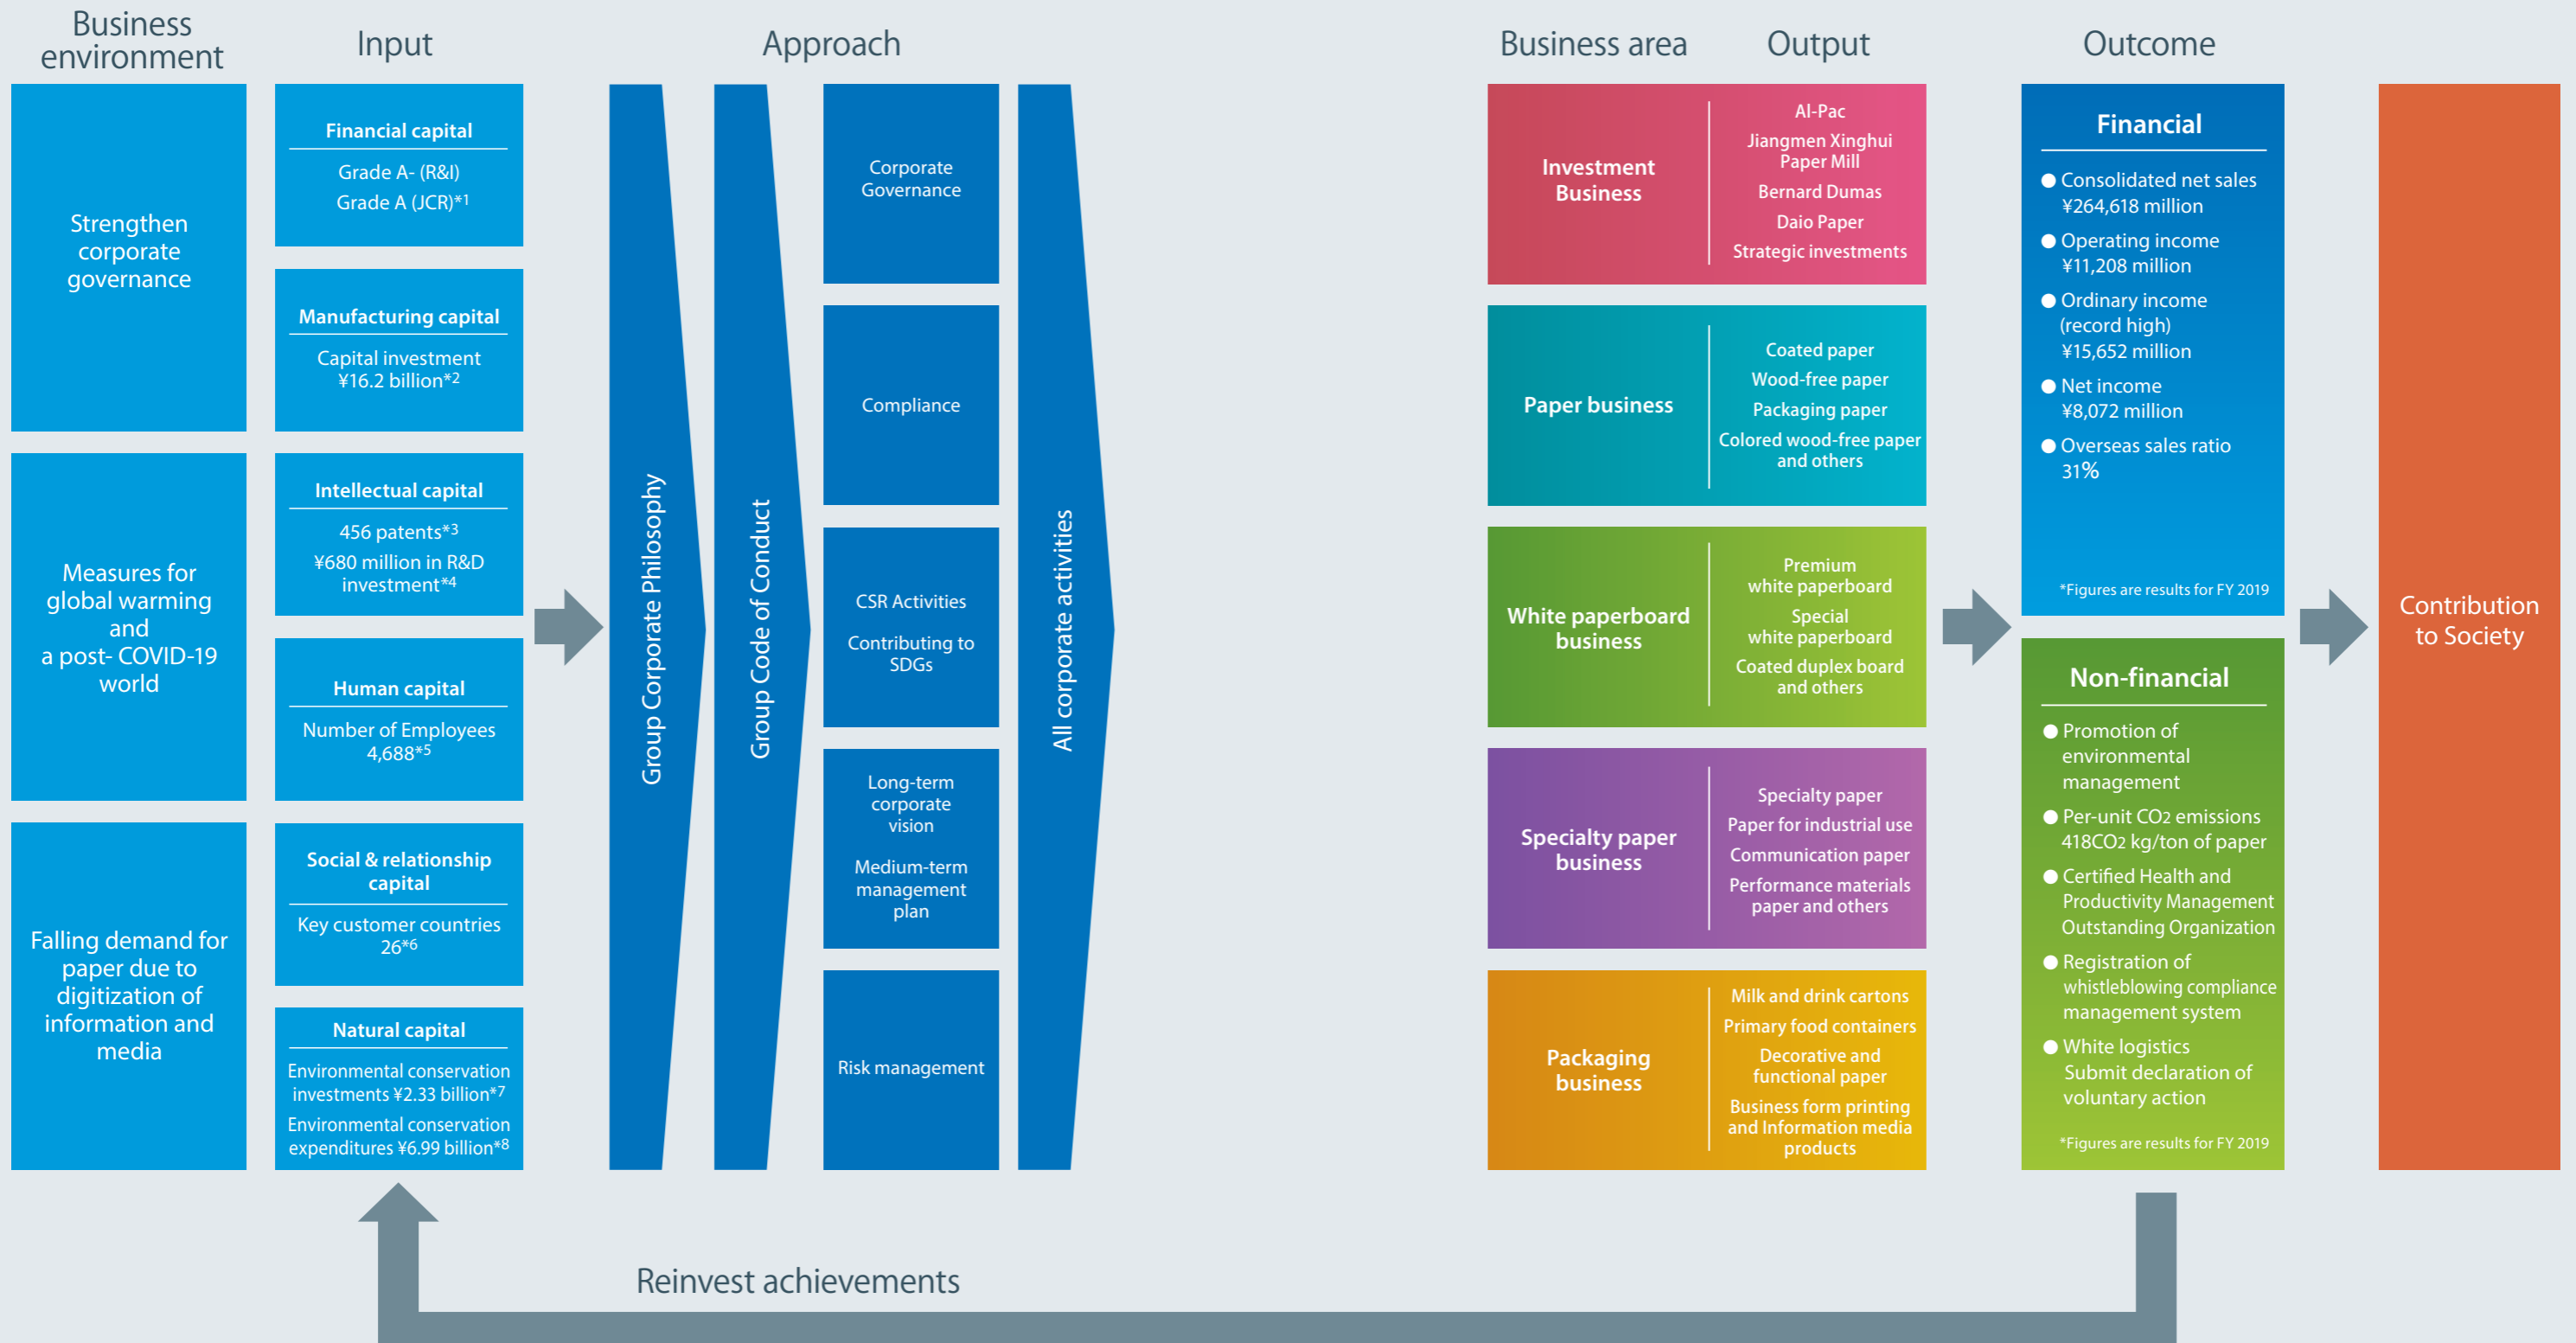 Business
environment
Strengthen
corporate
governance
Measures for
global warming
and
a post- COVID-19
world
Falling demand for
paper due to
digitization of
information and
media
Input
Financial capital
Grade A- (R&I)
Grade A (JCR)*1
Manufacturing capital
Capital investment
¥16.2 billion*2
Intellectual capital
456 patents*3
¥680 million in R&D
investment*4
Human capital
Number of Employees
4,688*5
Social & relationship
capital
Key customer countries
26*6
Natural capital
Environmental conservation
investments ¥2.33 billion*7
Environmental conservation
expenditures ¥6.99 billion*8
Approach
Group Corporate Philosophy
Group Code of Conduct
Corporate
Governance
Compliance
CSR Activities
Contributing to
SDGs
Long-term
corporate
vision
Medium-term
management
plan
Risk management
All corporate activities
Business area
Output
Investment
Business
Al-Pac
Jiangmen Xinghui
Paper Mill
Bernard Dumas
Daio Paper
Strategic investments
Paper business
Coated paper
Wood-free paper
Packaging paper
Colored wood-free paper
and others
White paperboard
business
Premium
white paperboard
Special
white paperboard
Coated duplex board
and others
Specialty paper
business
Specialty paper
Paper for industrial use
Communication paper
Performance materials
paper and others
Packaging
business
Milk and drink cartons
Primary food containers
Decorative and
functional paper
Business form printing
and Information media
products
Outcome
Financial
● Consolidated net sales
¥264,618 million
● Operating income
¥11,208 million
● Ordinary income
(record high)
¥15,652 million
● Net income
¥8,072 million
● Overseas sales ratio
31%
*Figures are results for FY 2019
Non-financial
● Promotion of
environmental
management
● Per-unit CO2 emissions
418CO2 kg/ton of paper
● Certified Health and
Productivity Management
Outstanding Organization
● Registration of
whistleblowing compliance
management system
● White logistics
Submit declaration of
voluntary action
*Figures are results for FY 2019
Contribution
to Society
Reinvest achievements